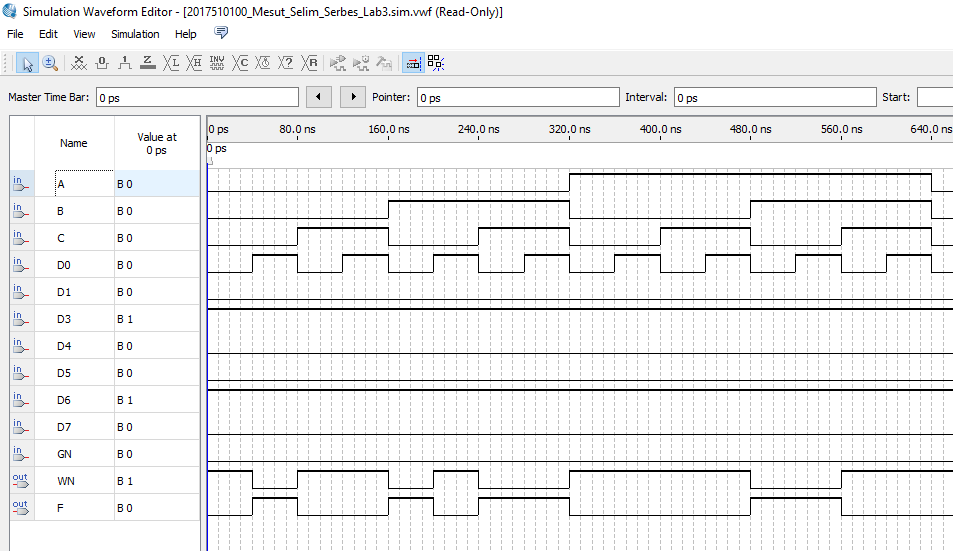 Simulation Waveform Editor - [2017510100_Mesut_Selim_Serbes_Lab3.sim.vwf (Read-Only)]
File Edit View Simulation Help
Master Time Bar: 0 ps Pointer: 0 ps Interval: 0 ps Start:
Name Value at 0 ps
0 ps 80.0 ns 160.0 ns 240.0 ns 320.0 ns 400.0 ns 480.0 ns 560.0 ns 640.0 ns
0 ps
in A B 0
in B B 0
in C B 0
in D0 B 0
in D1 B 0
in D3 B 1
in D4 B 0
in D5 B 0
in D6 B 1
in D7 B 0
in GN B 0
out WN B 1
out F B 0